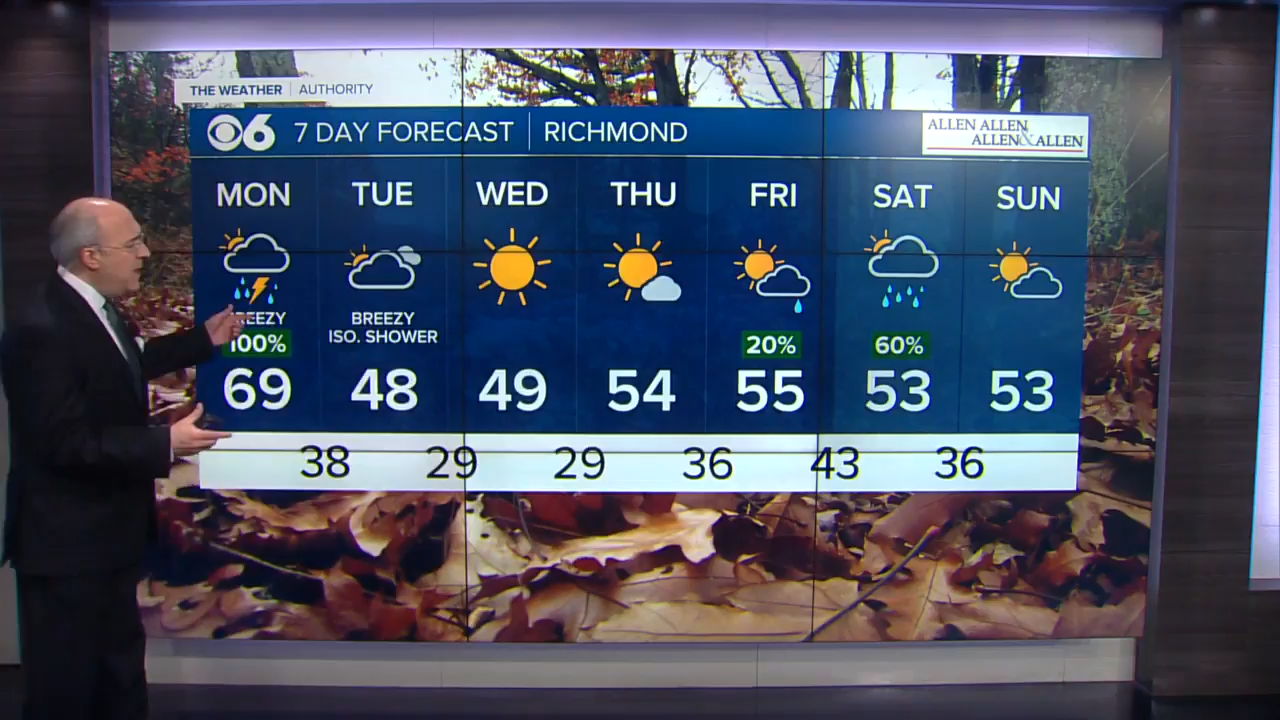 THE WEATHER | AUTHORITY
6 7 DAY FORECAST | RICHMOND
ALLEN ALLEN
ALLEN & ALLEN
MON TUE WED THU FRI SAT SUN
BREEZY
ISO. SHOWER
100% 20% 60%
69 48 49 54 55 53 53
38 29 29 36 43 36